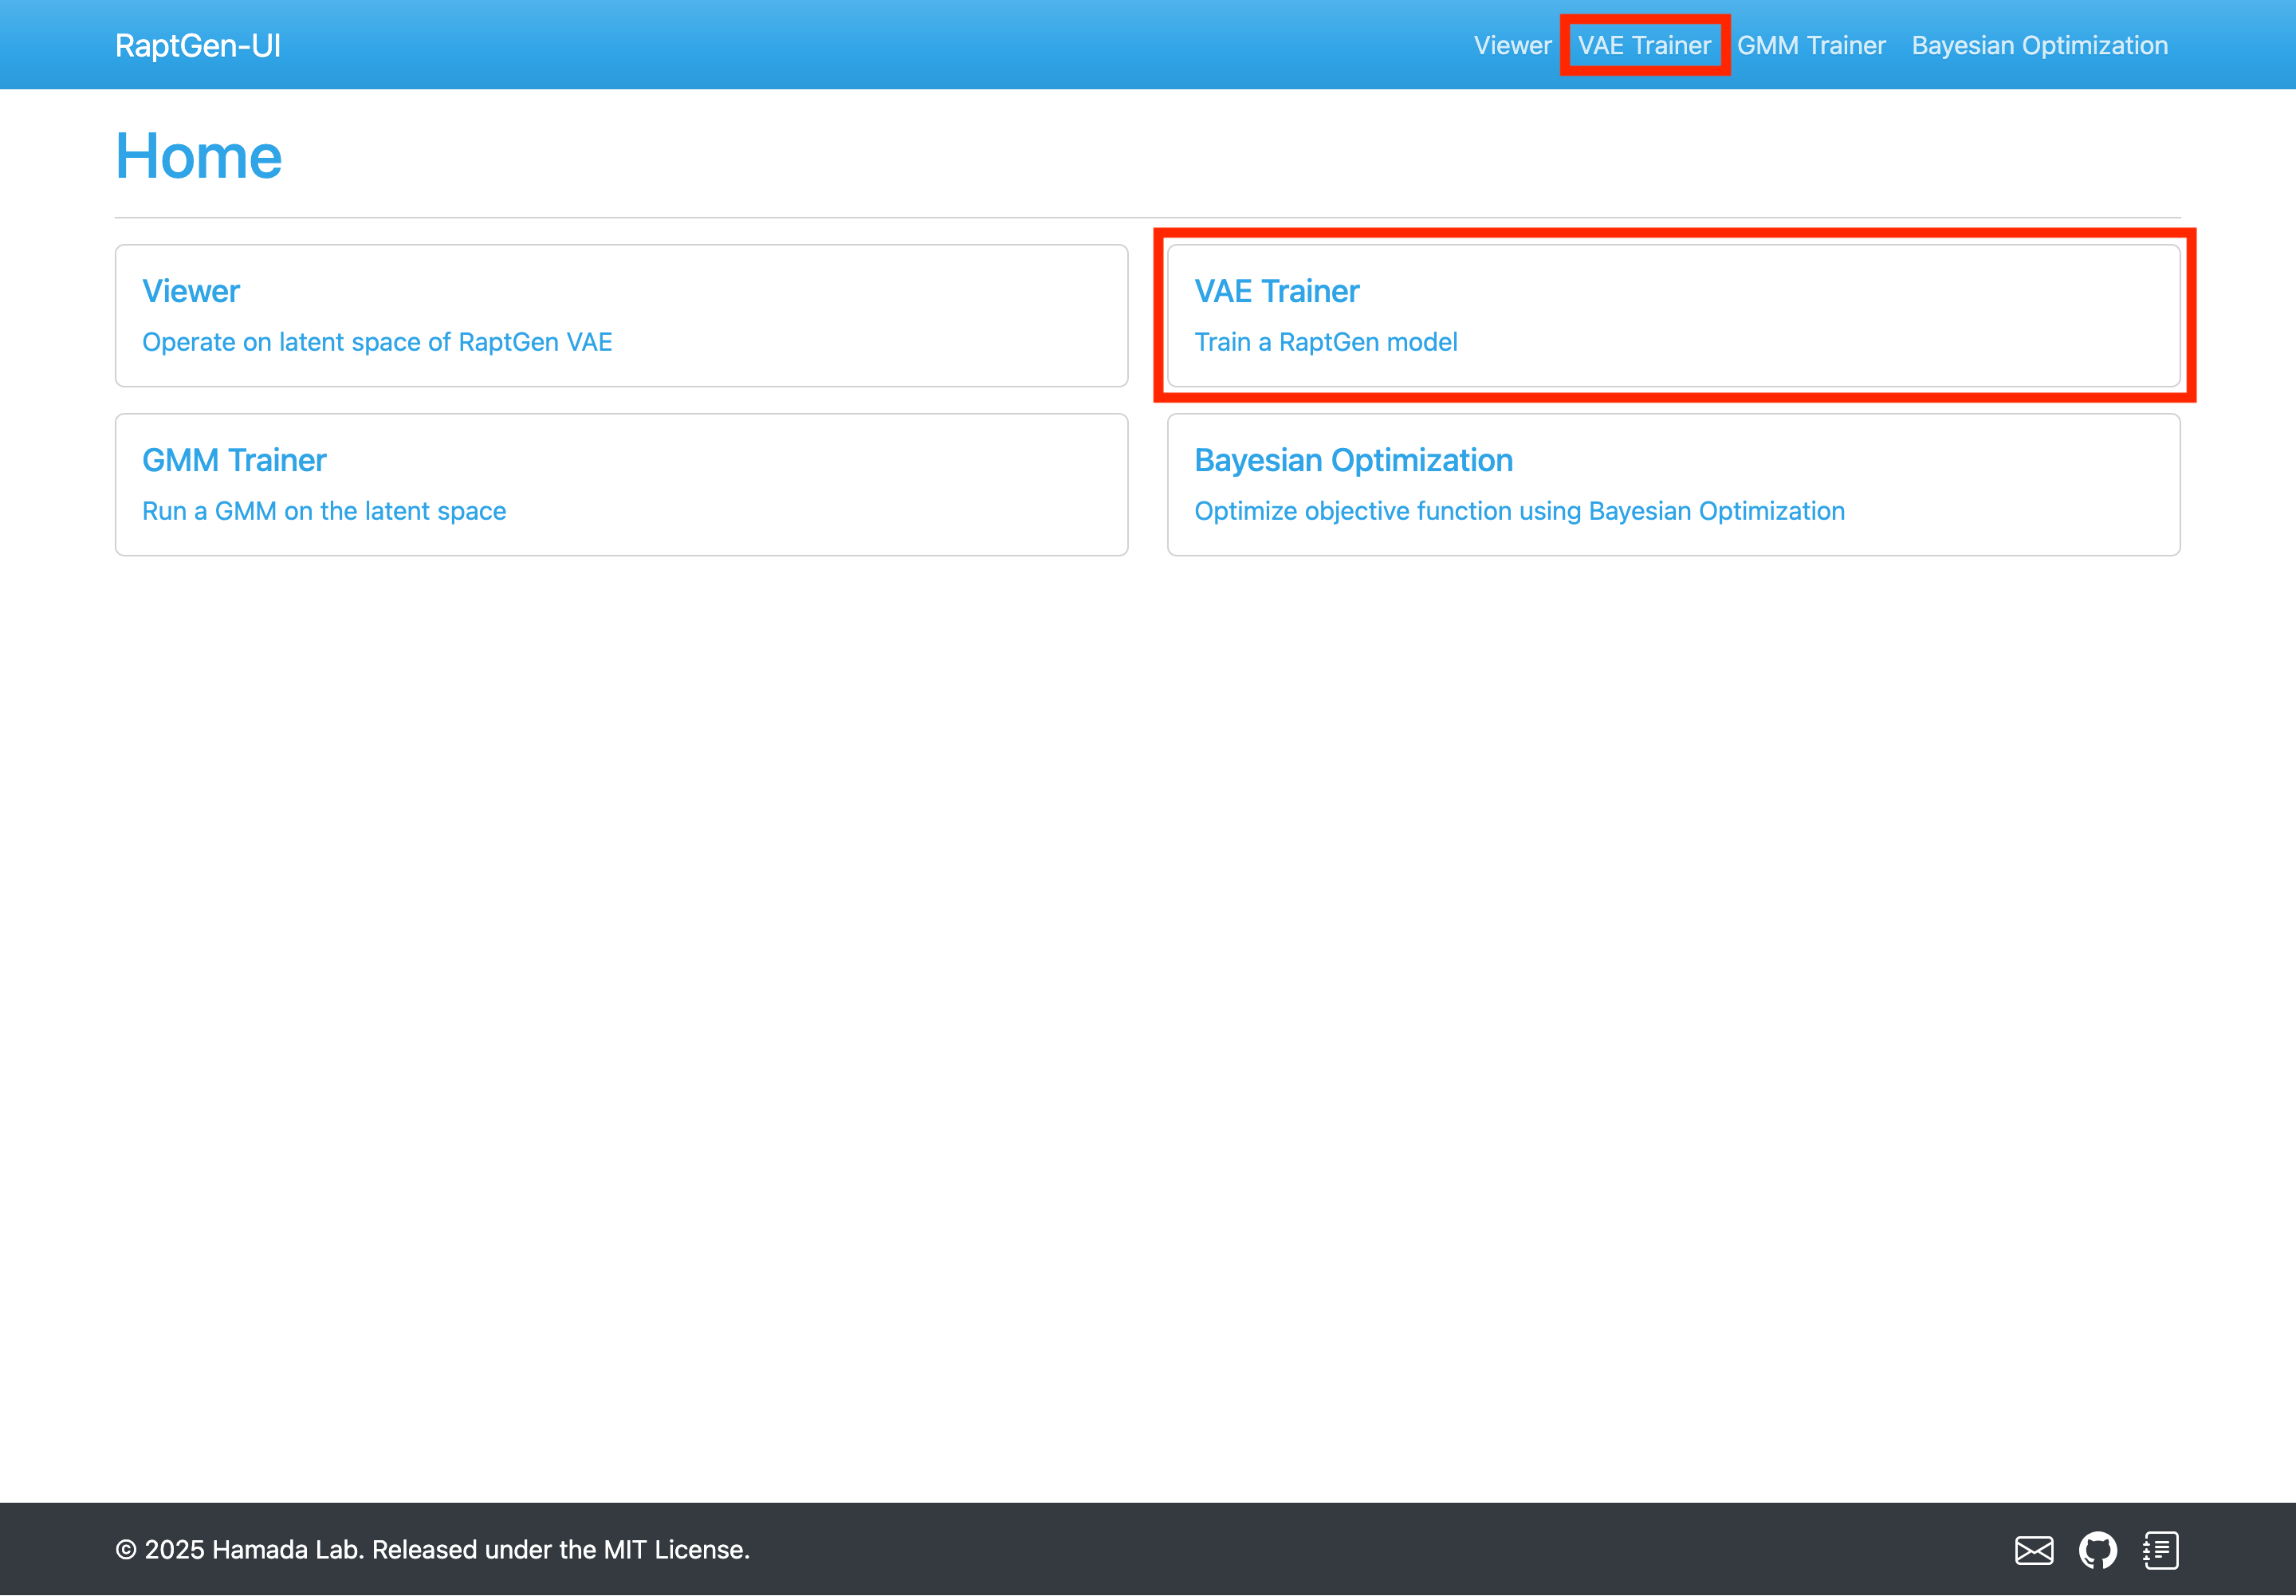 RaptGen-UI
Viewer VAE Trainer GMM Trainer Bayesian Optimization
Home
Viewer
Operate on latent space of RaptGen VAE
VAE Trainer
Train a RaptGen model
GMM Trainer
Run a GMM on the latent space
Bayesian Optimization
Optimize objective function using Bayesian Optimization
© 2025 Hamada Lab. Released under the MIT License.